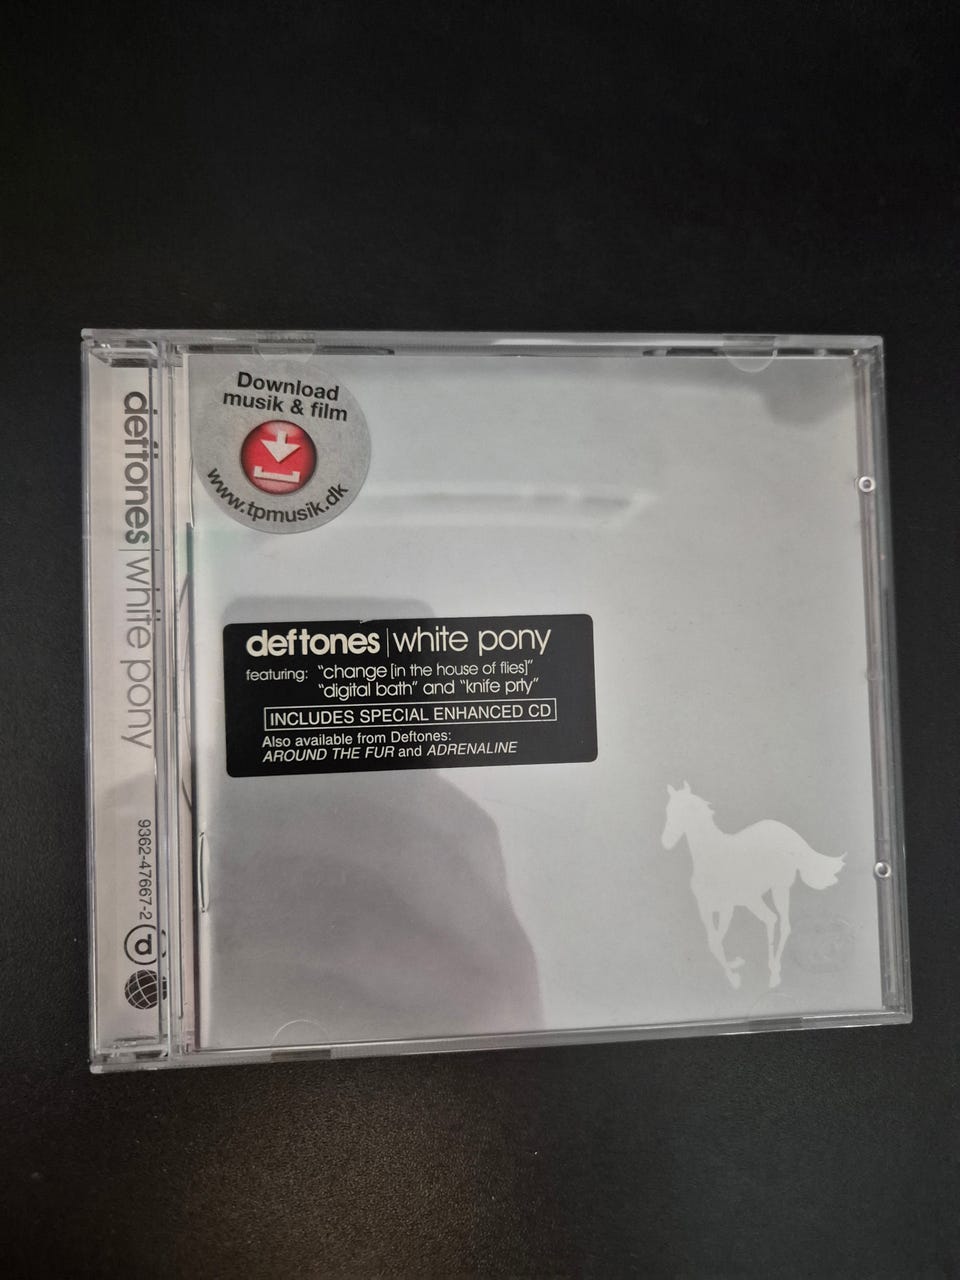 Download
musik & film
www.tpmusik.dk
deftones|white pony
featuring: "change [in the house of flies]"
"digital bath" and "knife prty"
INCLUDES SPECIAL ENHANCED CD
Also available from Deftones:
AROUND THE FUR and ADRENALINE
deftones|white pony
9362-47667-2